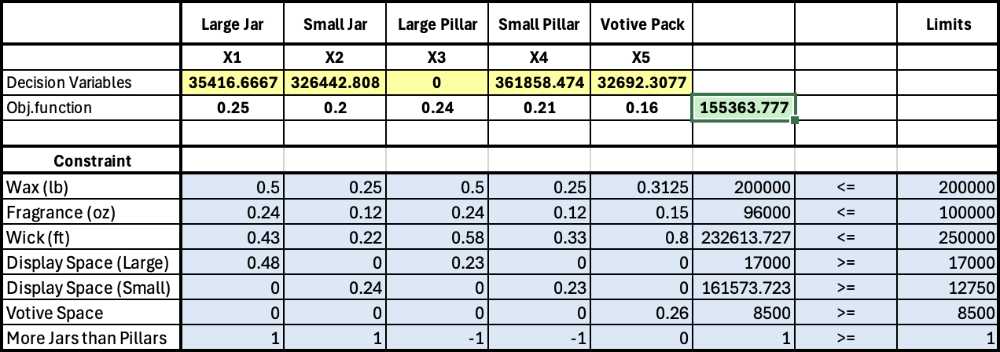 Large Jar Small Jar Large Pillar Small Pillar Votive Pack Limits
X1 X2 X3 X4 X5
Decision Variables 35416.6667 326442.808 0 361858.474 32692.3077
Obj.function 0.25 0.2 0.24 0.21 0.16 155363.777
Constraint
Wax (lb) 0.5 0.25 0.5 0.25 0.3125 200000 <= 200000
Fragrance (oz) 0.24 0.12 0.24 0.12 0.15 96000 <= 100000
Wick (ft) 0.43 0.22 0.58 0.33 0.8 232613.727 <= 250000
Display Space (Large) 0.48 0 0.23 0 0 17000 >= 17000
Display Space (Small) 0 0.24 0 0.23 0 161573.723 >= 12750
Votive Space 0 0 0 0 0.26 8500 >= 8500
More Jars than Pillars 1 1 -1 -1 0 1 >= 1